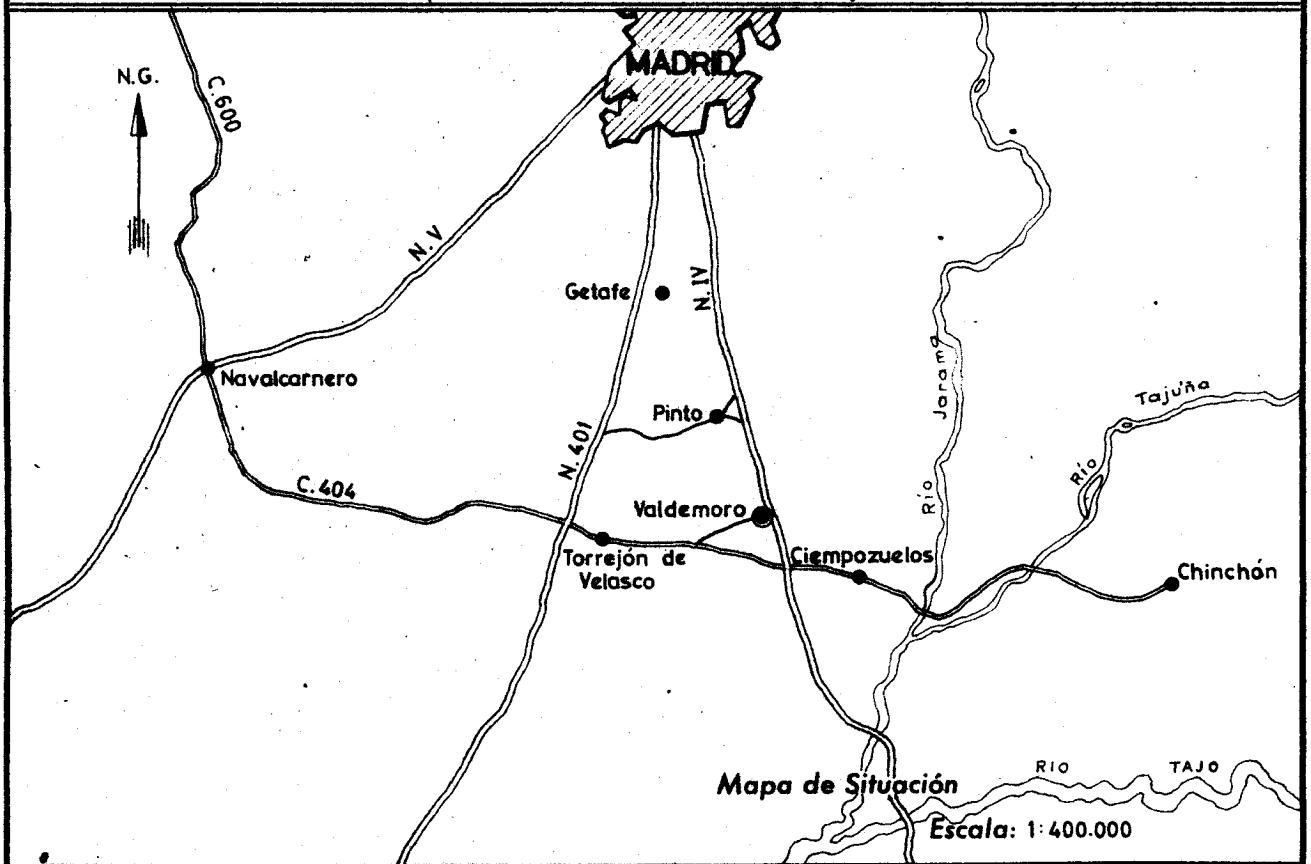 MADRID
N.G.
C.600
N.V
Getafe
N.IV
Navalcarnero
Río Jarama
Pinto
Río Tajuña
N.401
C.404
Valdemoro
Torrejón de
Velasco
Ciempozuelos
Chinchón
RIO TAJO
Mapa de Situación
Escala: 1:400.000